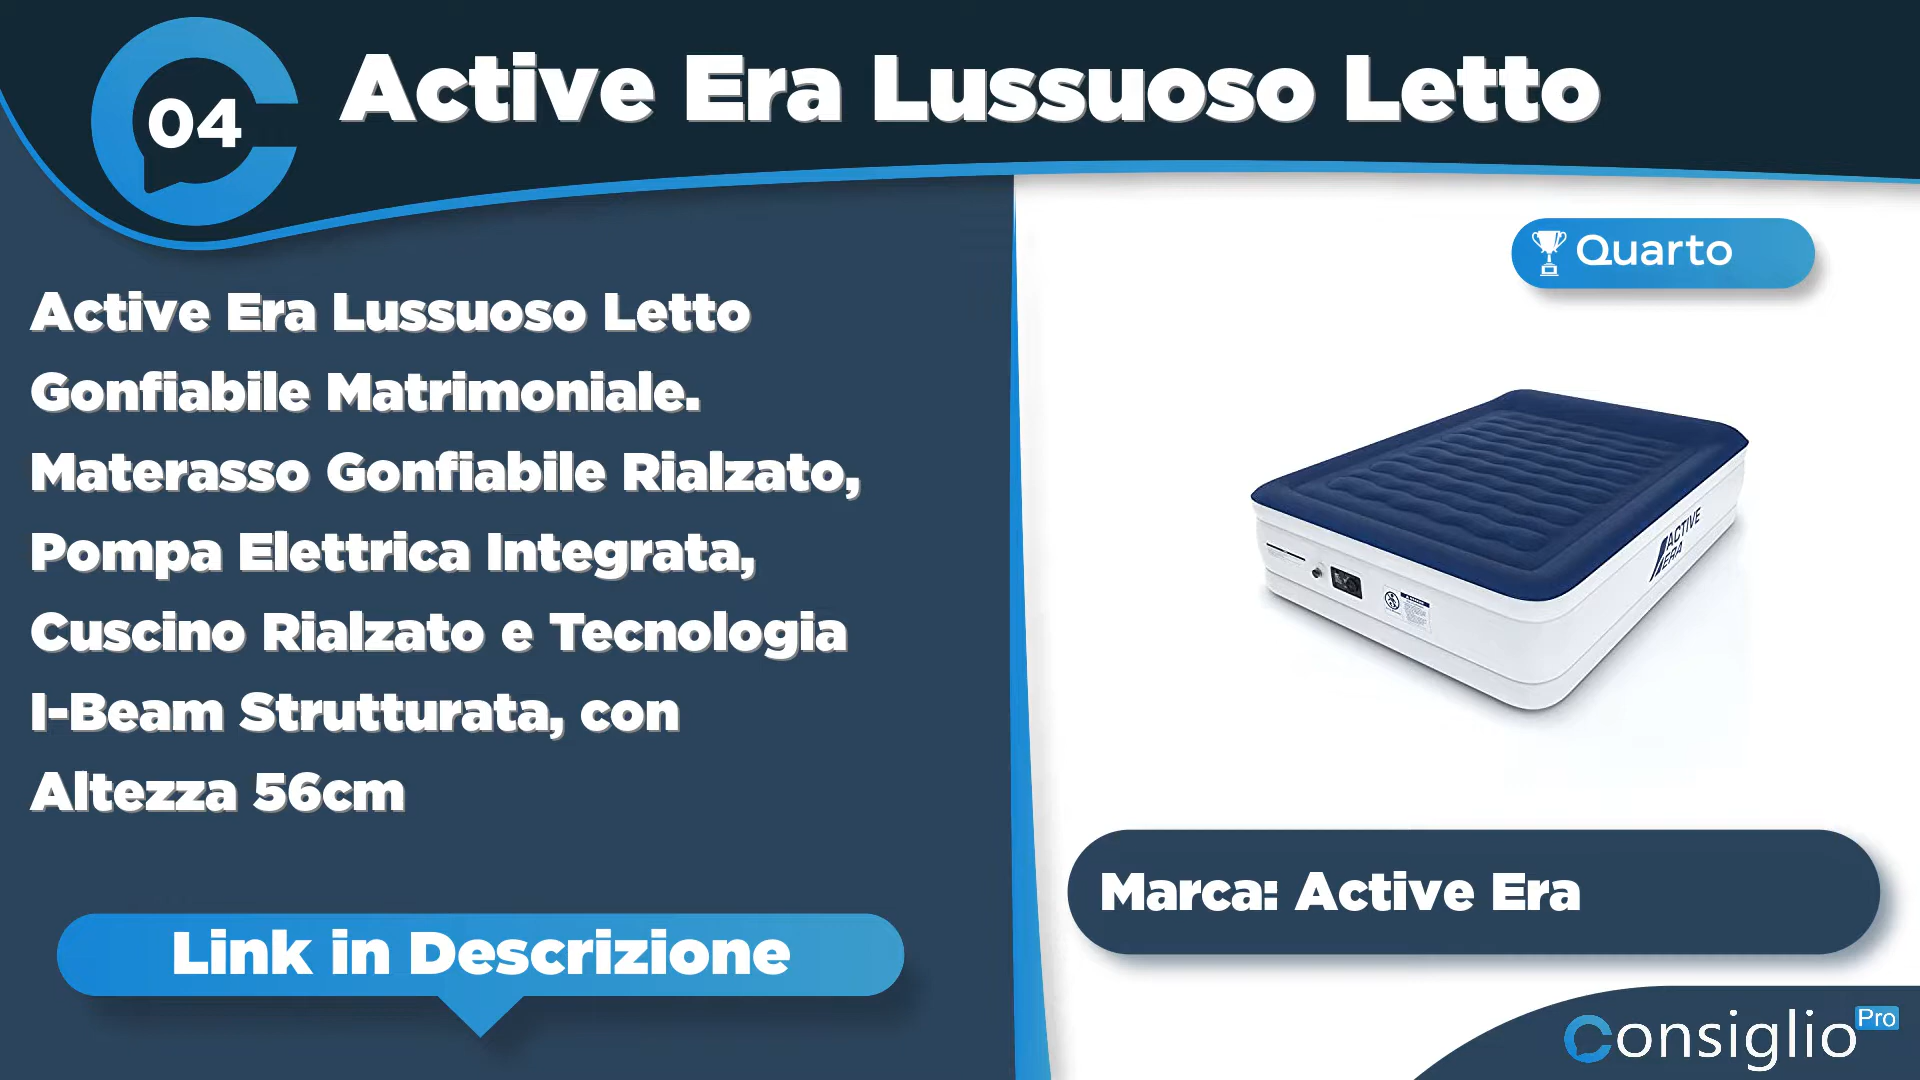 04
Active Era Lussuoso Letto
Quarto
Active Era Lussuoso Letto
Gonfiabile Matrimoniale.
Materasso Gonfiabile Rialzato,
Pompa Elettrica Integrata,
Cuscino Rialzato e Tecnologia
I-Beam Strutturata, con
Altezza 56cm
ACTIVE
ERA
Marca: Active Era
Link in Descrizione
Consiglio Pro